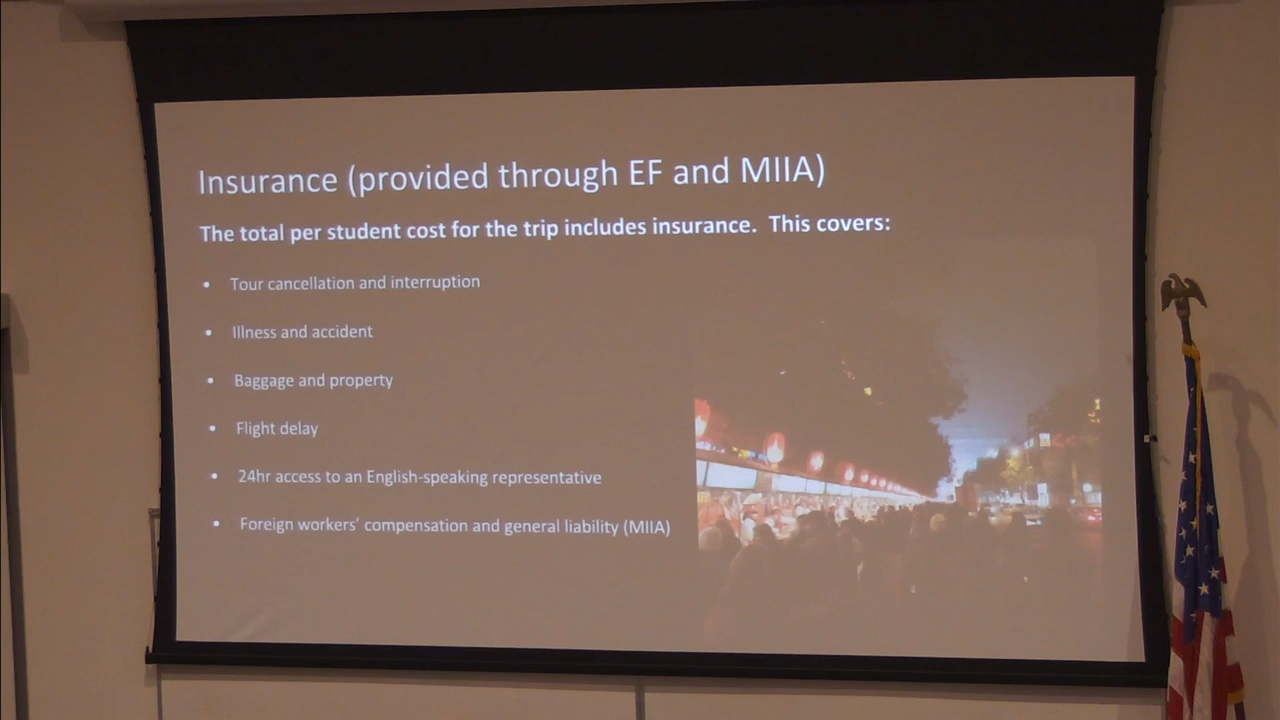 Insurance (provided through EF and MIIA)
The total per student cost for the trip includes insurance.  This covers:
• Tour cancellation and interruption
• Illness and accident
• Baggage and property
• Flight delay
• 24hr access to an English-speaking representative
• Foreign workers' compensation and general liability (MIIA)